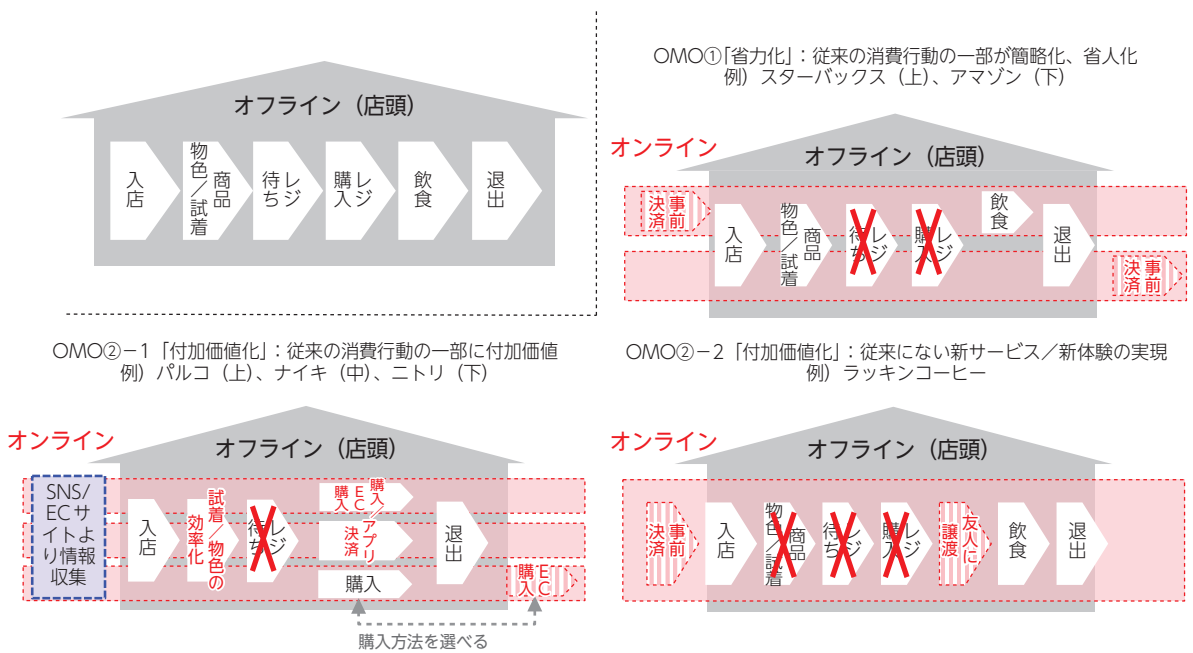 オフライン（店頭）
入店
商品
物色／試着
レジ
待ち
レジ
購入
飲食
退出
OMO①「省力化」：従来の消費行動の一部が簡略化、省人化
例）スターバックス（上）、アマゾン（下）
オンライン
オフライン（店頭）
事前
決済
入店
商品
物色／試着
レジ
待ち
レジ
購入
飲食
退出
事前
決済
OMO②－1「付加価値化」：従来の消費行動の一部に付加価値
例）パルコ（上）、ナイキ（中）、ニトリ（下）
オンライン
オフライン（店頭）
SNS/
ECサ
イトよ
り情報
収集
入店
試着／物色の
効率化
レジ
待ち
購入／アプリ
EC
購入
決済
購入
退出
EC
購入
購入方法を選べる
OMO②－2「付加価値化」：従来にない新サービス／新体験の実現
例）ラッキンコーヒー
オンライン
オフライン（店頭）
事前
決済
入店
商品
物色／試着
レジ
待ち
レジ
購入
友人に
譲渡
飲食
退出